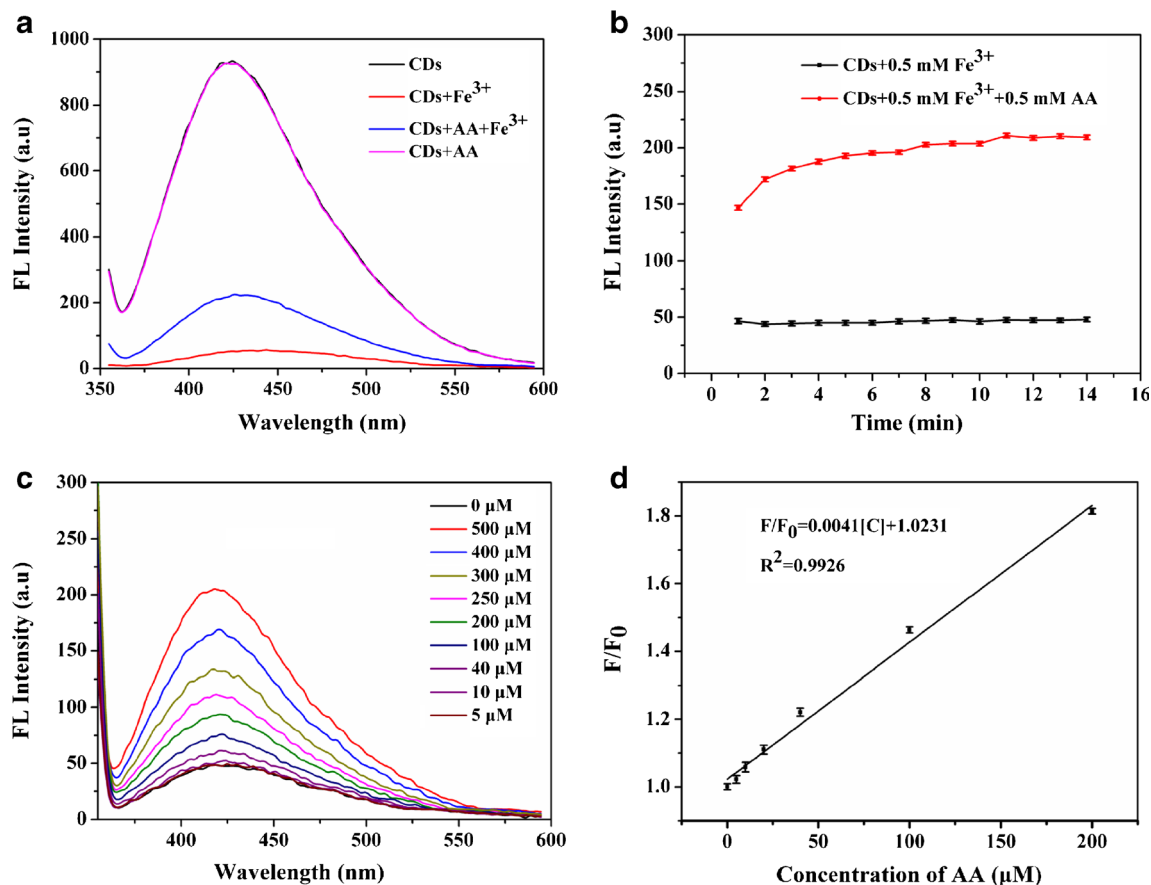 a
1000
800
600
400
200
0
FL Intensity (a.u)
CDs
CDs+Fe³⁺
CDs+AA+Fe³⁺
CDs+AA
350 400 450 500 550 600
Wavelength (nm)
b
300
250
200
150
100
50
0
FL Intensity (a.u)
CDs+0.5 mM Fe³⁺
CDs+0.5 mM Fe³⁺+0.5 mM AA
0 2 4 6 8 10 12 14 16
Time (min)
c
300
250
200
150
100
50
0
FL Intensity (a.u)
0 µM
500 µM
400 µM
300 µM
250 µM
200 µM
100 µM
40 µM
10 µM
5 µM
400 450 500 550 600
Wavelength (nm)
d
1.8
1.6
1.4
1.2
1.0
F/F₀
F/F₀=0.0041[C]+1.0231
R²=0.9926
0 50 100 150 200
Concentration of AA (µM)